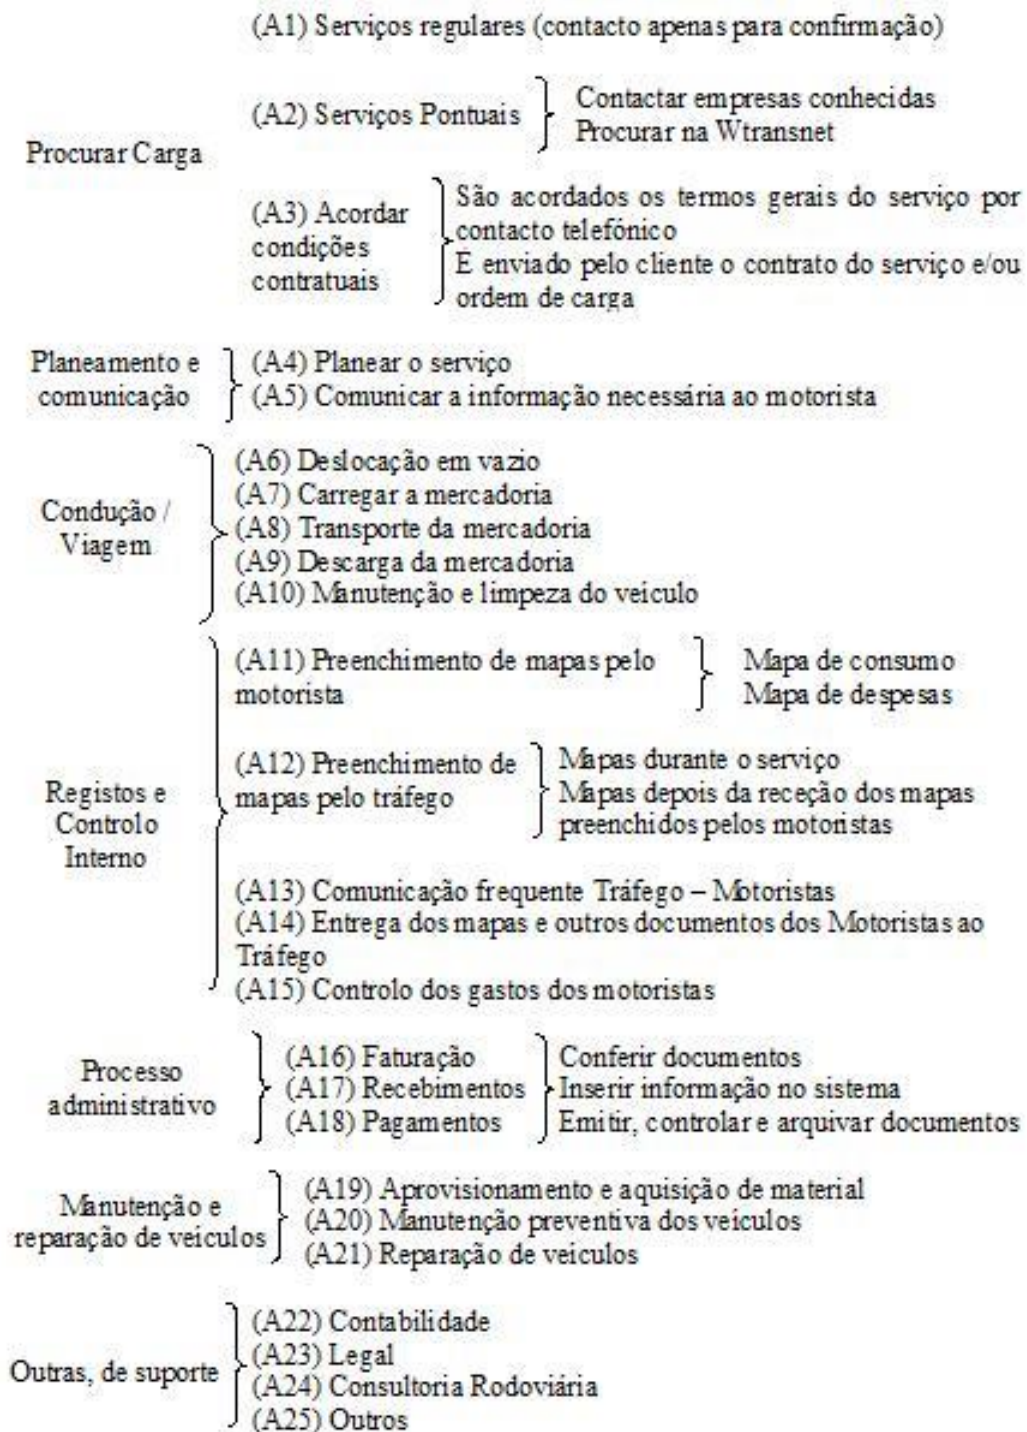 (A1) Serviços regulares (contacto apenas para confirmação)
Procurar Carga
(A2) Serviços Pontuais
Contactar empresas conhecidas
Procurar na Wtransnet
(A3) Acordar
condições
contratuais
São acordados os termos gerais do serviço por
contacto telefónico
É enviado pelo cliente o contrato do serviço e/ou
ordem de carga
Planeamento e
comunicação
(A4) Planear o serviço
(A5) Comunicar a informação necessária ao motorista
Condução /
Viagem
(A6) Deslocação em vazio
(A7) Carregar a mercadoria
(A8) Transporte da mercadoria
(A9) Descarga da mercadoria
(A10) Manutenção e limpeza do veículo
Registos e
Controlo
Interno
(A11) Preenchimento de mapas pelo
motorista
Mapa de consumo
Mapa de despesas
(A12) Preenchimento de
mapas pelo tráfego
Mapas durante o serviço
Mapas depois da receção dos mapas
preenchidos pelos motoristas
(A13) Comunicação frequente Tráfego – Motoristas
(A14) Entrega dos mapas e outros documentos dos Motoristas ao
Tráfego
(A15) Controlo dos gastos dos motoristas
Processo
administrativo
(A16) Faturação
(A17) Recebimentos
(A18) Pagamentos
Conferir documentos
Inserir informação no sistema
Emitir, controlar e arquivar documentos
Manutenção e
reparação de veículos
(A19) Aprovisionamento e aquisição de material
(A20) Manutenção preventiva dos veículos
(A21) Reparação de veículos
Outras, de suporte
(A22) Contabilidade
(A23) Legal
(A24) Consultoria Rodoviária
(A25) Outros